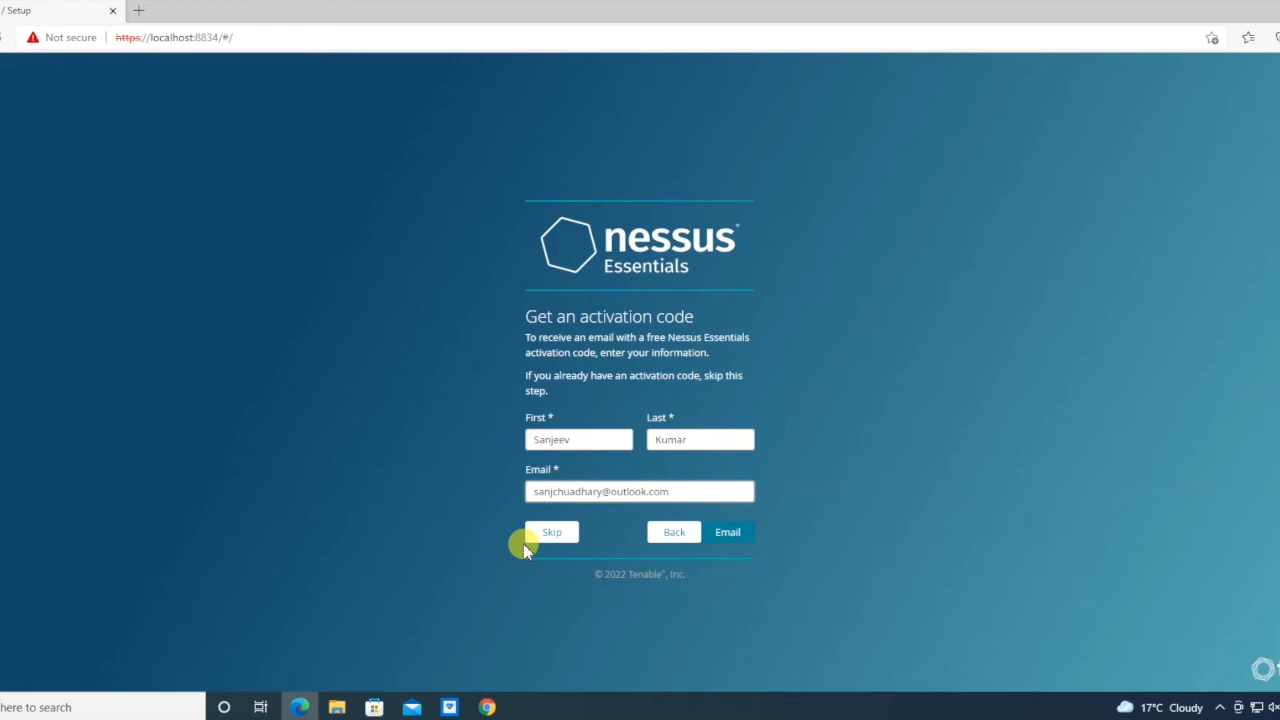 / Setup
Not secure
https://localhost:8834/#/
nessus
Essentials
Get an activation code
To receive an email with a free Nessus Essentials
activation code, enter your information.
If you already have an activation code, skip this
step.
First * Last *
Sanjeev Kumar
Email *
sanjchuadhary@outlook.com
Skip Back Email
© 2022 Tenable™, Inc.
here to search
17°C Cloudy